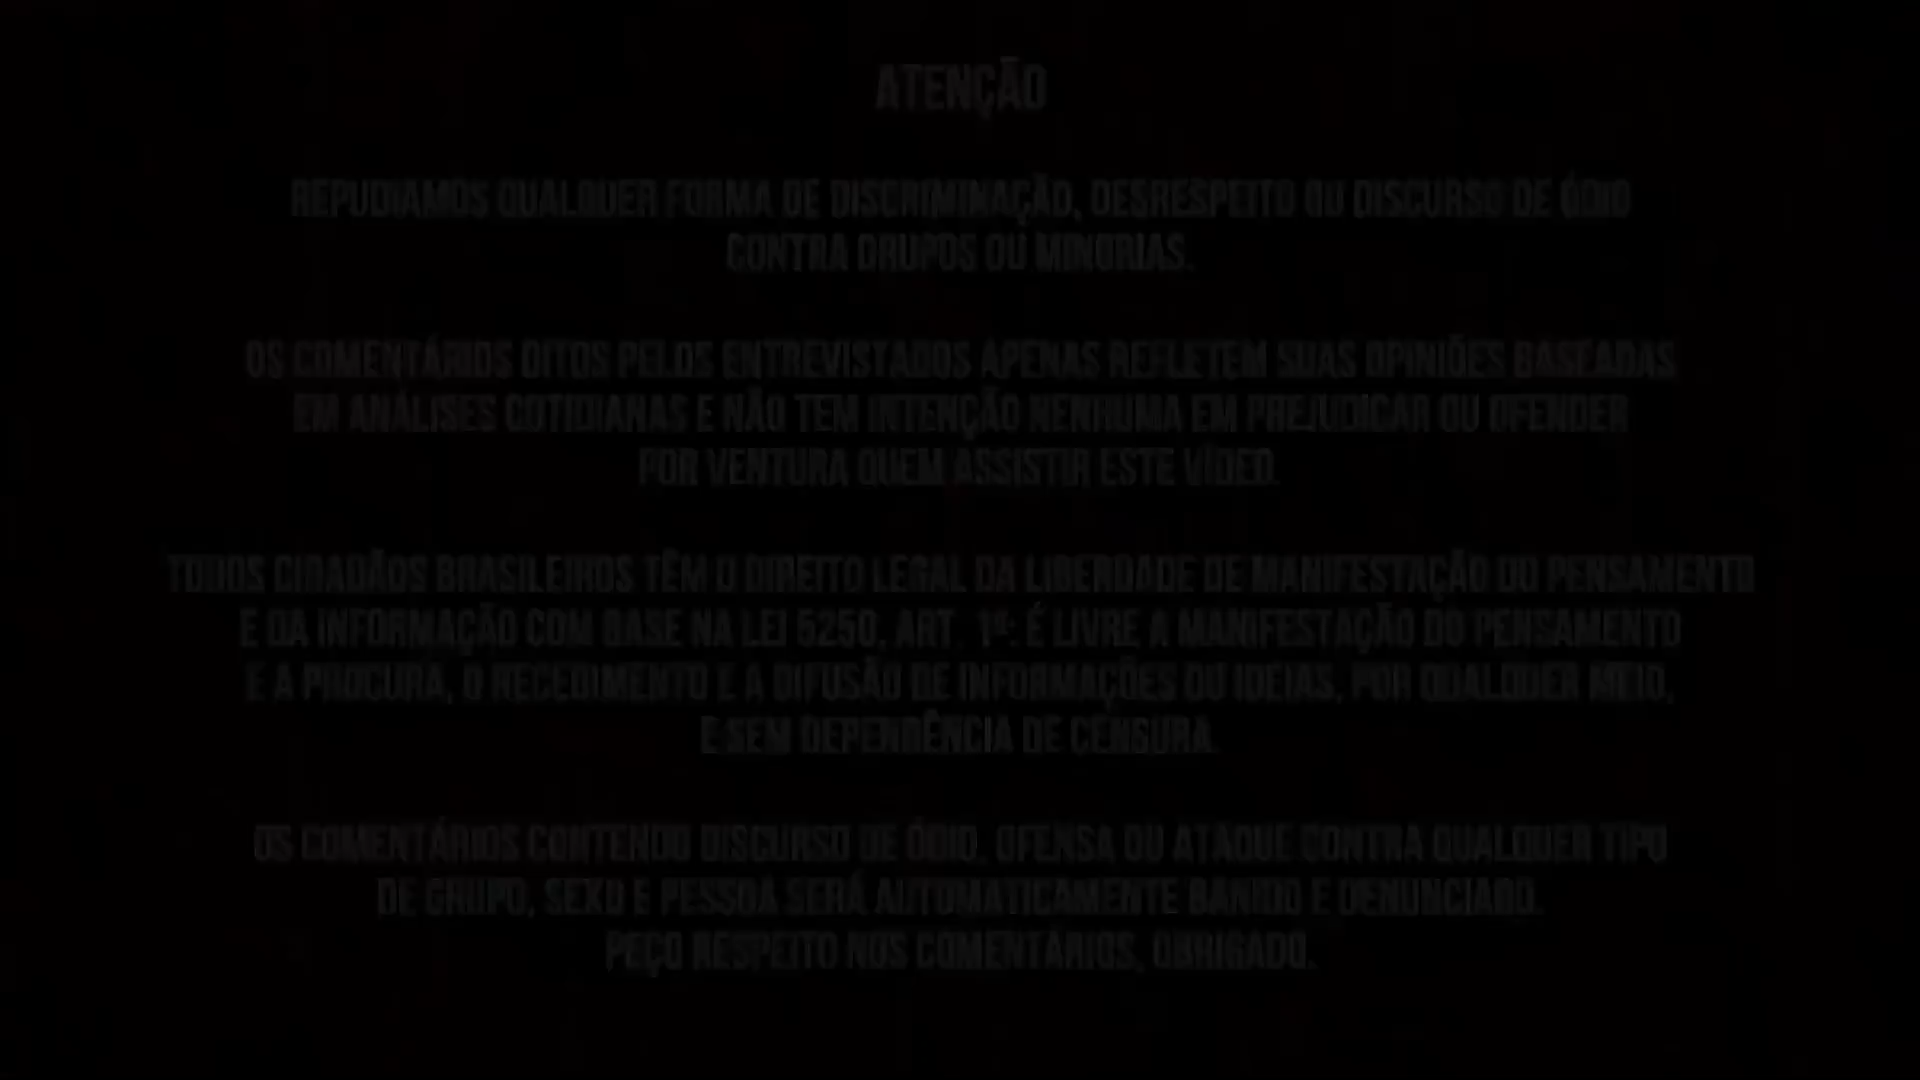 ATENÇÃO
REPUDIAMOS QUALQUER FORMA DE DISCRIMINAÇÃO, DESRESPEITO OU DISCURSO DE ÓDIO
CONTRA GRUPOS OU MINORIAS.
OS COMENTÁRIOS DITOS PELOS ENTREVISTADOS APENAS REFLETEM SUAS OPINIÕES BASEADAS
EM ANÁLISES COTIDIANAS E NÃO TEM INTENÇÃO NENHUMA EM PREJUDICAR OU OFENDER
POR VENTURA QUEM ASSISTIR ESTE VÍDEO.
TODOS CIDADÃOS BRASILEIROS TÊM O DIREITO LEGAL DA LIBERDADE DE MANIFESTAÇÃO DO PENSAMENTO
E DA INFORMAÇÃO COM BASE NA LEI 5250, ART. 1º: É LIVRE A MANIFESTAÇÃO DO PENSAMENTO
E A PROCURA, O RECEBIMENTO E A DIFUSÃO DE INFORMAÇÕES OU IDEIAS, POR QUALQUER MEIO,
E SEM DEPENDÊNCIA DE CENSURA.
OS COMENTÁRIOS CONTENDO DISCURSO DE ÓDIO, OFENSA OU ATAQUE CONTRA QUALQUER TIPO
DE GRUPO, SEXO E PESSOA SERÁ AUTOMATICAMENTE BANIDO E DENUNCIADO.
PEÇO RESPEITO NOS COMENTÁRIOS, OBRIGADO.